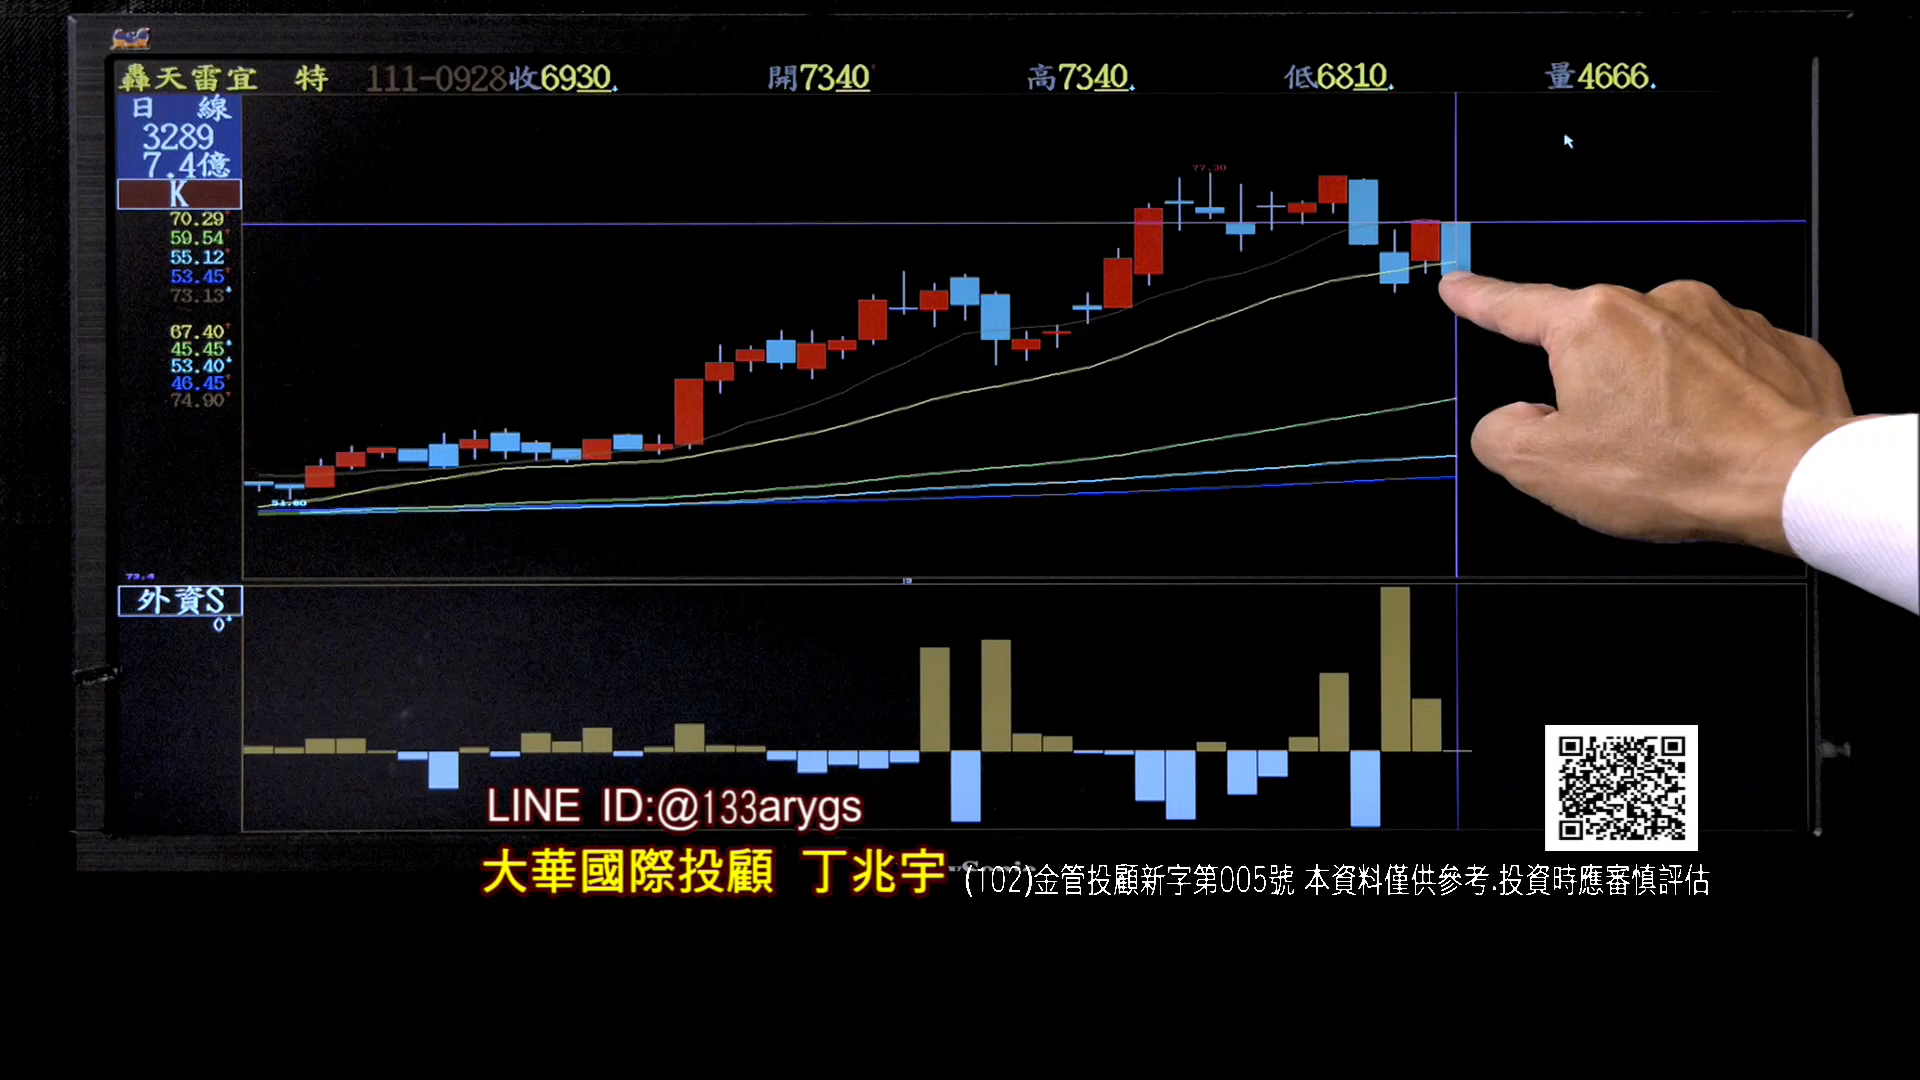 轟天雷宜 特 111-0928收6930 開7340 高7340 低6810 量4666
日 線
3289
7.4億
K
70.29
59.54
55.12
53.45
73.13
67.40
45.45
53.40
46.45
74.90
77.30
51.60
73.4
外資S
0
LINE ID:@133arygs
大華國際投顧 丁兆宇
(102)金管投顧新字第005號 本資料僅供參考.投資時應審慎評估